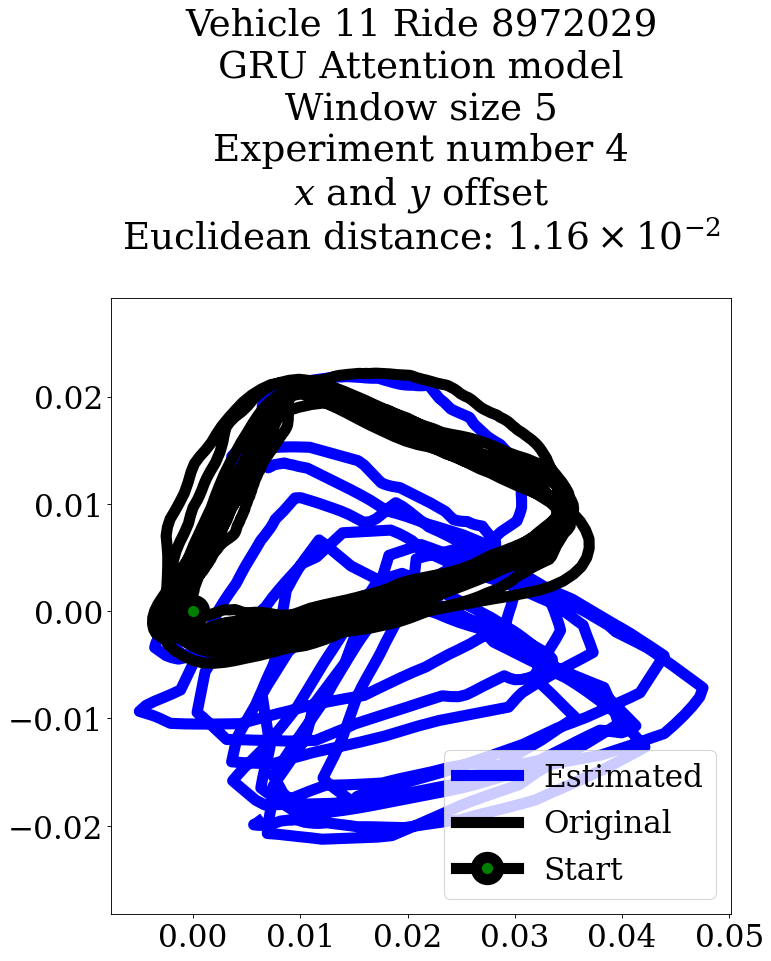 Vehicle 11 Ride 8972029
GRU Attention model
Window size 5
Experiment number 4
x and y offset
Euclidean distance: 1.16 × 10⁻²
0.02
0.01
0.00
−0.01
−0.02
Estimated
Original
Start
0.00 0.01 0.02 0.03 0.04 0.05